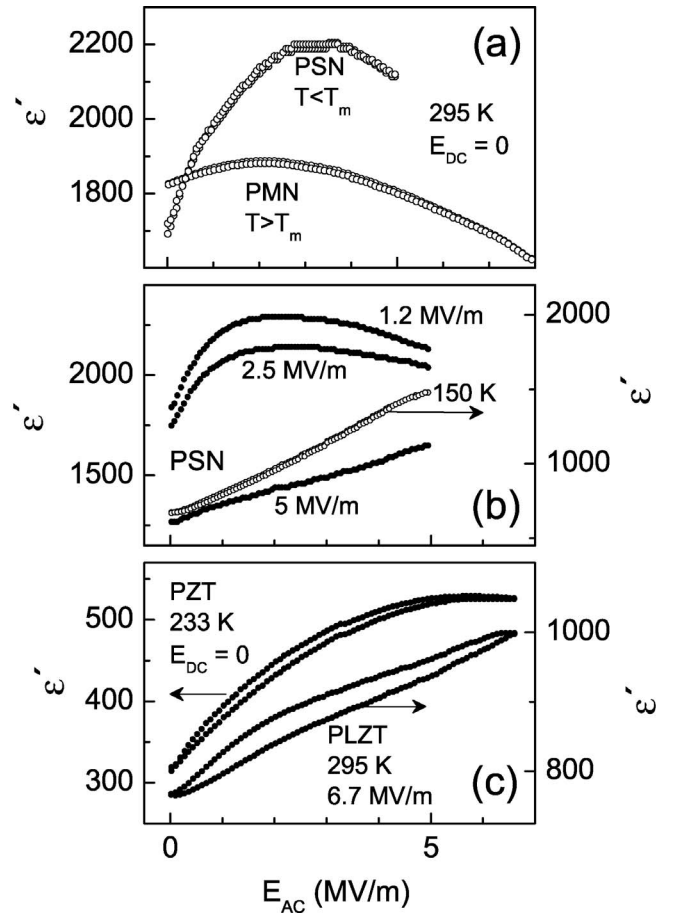 (a)
2200
2100
2000
1900
1800
ε´
PSN
T<Tm
295 K
EDC = 0
PMN
T>Tm
(b)
2000
1500
ε´
1.2 MV/m
2.5 MV/m
150 K
PSN
5 MV/m
2000
1000
ε´
(c)
500
400
300
ε´
PZT
233 K
EDC = 0
PLZT
295 K
6.7 MV/m
1000
800
ε´
0
5
EAC (MV/m)